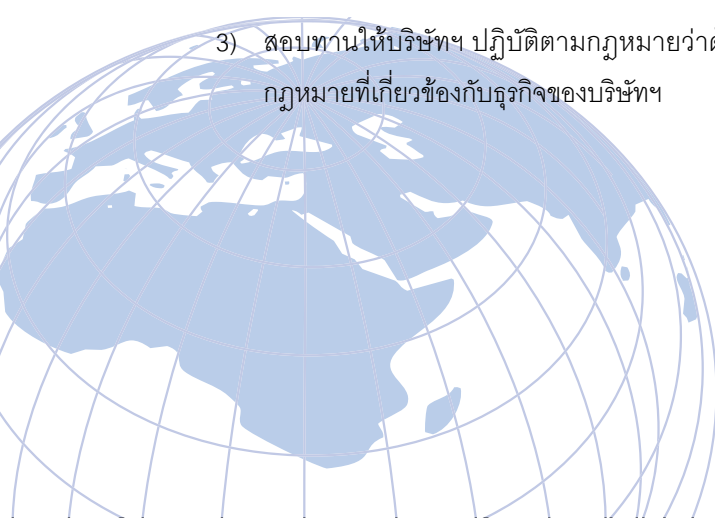 3) สอบทานให้บริษัทฯ ปฏิบัติตามกฎหมายว่า
กฎหมายที่เกี่ยวข้องกับธุรกิจของบริษัทฯ